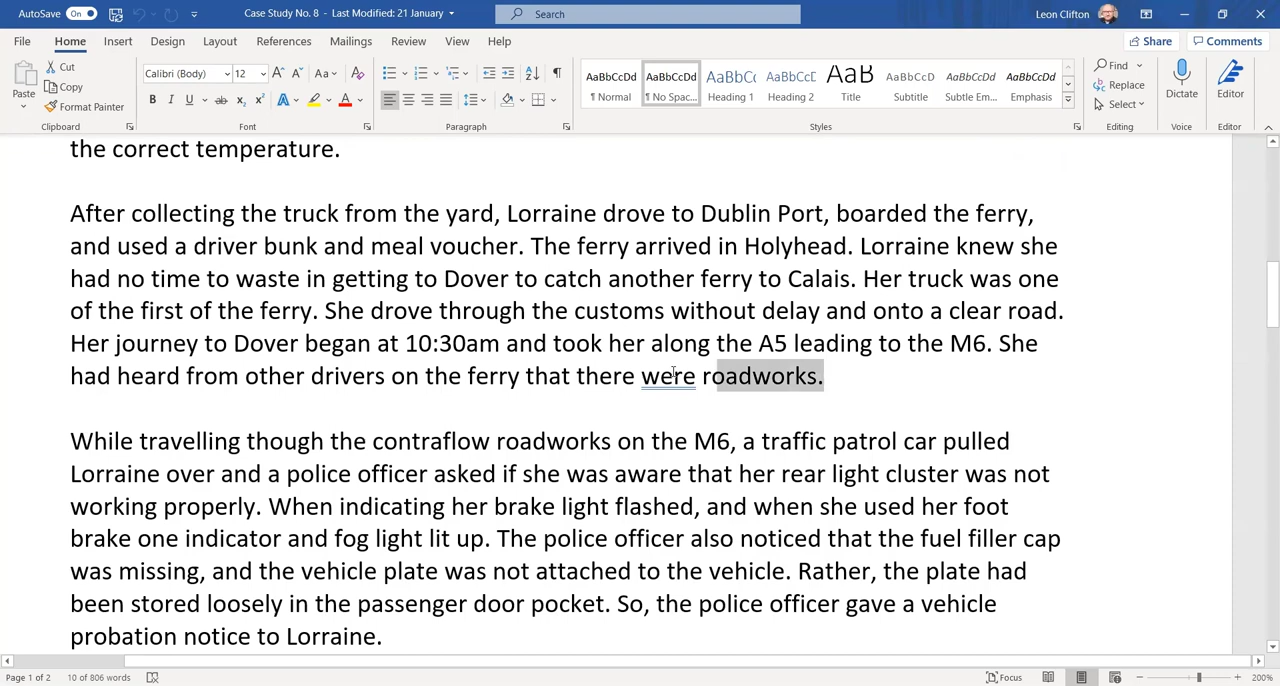 AutoSave On Case Study No. 8 - Last Modified: 21 January Search Leon Clifton
File Home Insert Design Layout References Mailings Review View Help Share Comments
Paste Cut Copy Format Painter
Calibri (Body) 12
AaBbCcDd AaBbCcDd AaBbCc AaBbCcE AaB AaBbCcD AaBbCcDd AaBbCcDd
¶ Normal ¶ No Spac... Heading 1 Heading 2 Title Subtitle Subtle Em... Emphasis
Find Replace Select Dictate Editor
Clipboard Font Paragraph Styles Editing Voice Editor
the correct temperature.
After collecting the truck from the yard, Lorraine drove to Dublin Port, boarded the ferry,
and used a driver bunk and meal voucher. The ferry arrived in Holyhead. Lorraine knew she
had no time to waste in getting to Dover to catch another ferry to Calais. Her truck was one
of the first of the ferry. She drove through the customs without delay and onto a clear road.
Her journey to Dover began at 10:30am and took her along the A5 leading to the M6. She
had heard from other drivers on the ferry that there were roadworks.
While travelling though the contraflow roadworks on the M6, a traffic patrol car pulled
Lorraine over and a police officer asked if she was aware that her rear light cluster was not
working properly. When indicating her brake light flashed, and when she used her foot
brake one indicator and fog light lit up. The police officer also noticed that the fuel filler cap
was missing, and the vehicle plate was not attached to the vehicle. Rather, the plate had
been stored loosely in the passenger door pocket. So, the police officer gave a vehicle
probation notice to Lorraine.
Page 1 of 2 10 of 806 words Focus 200%